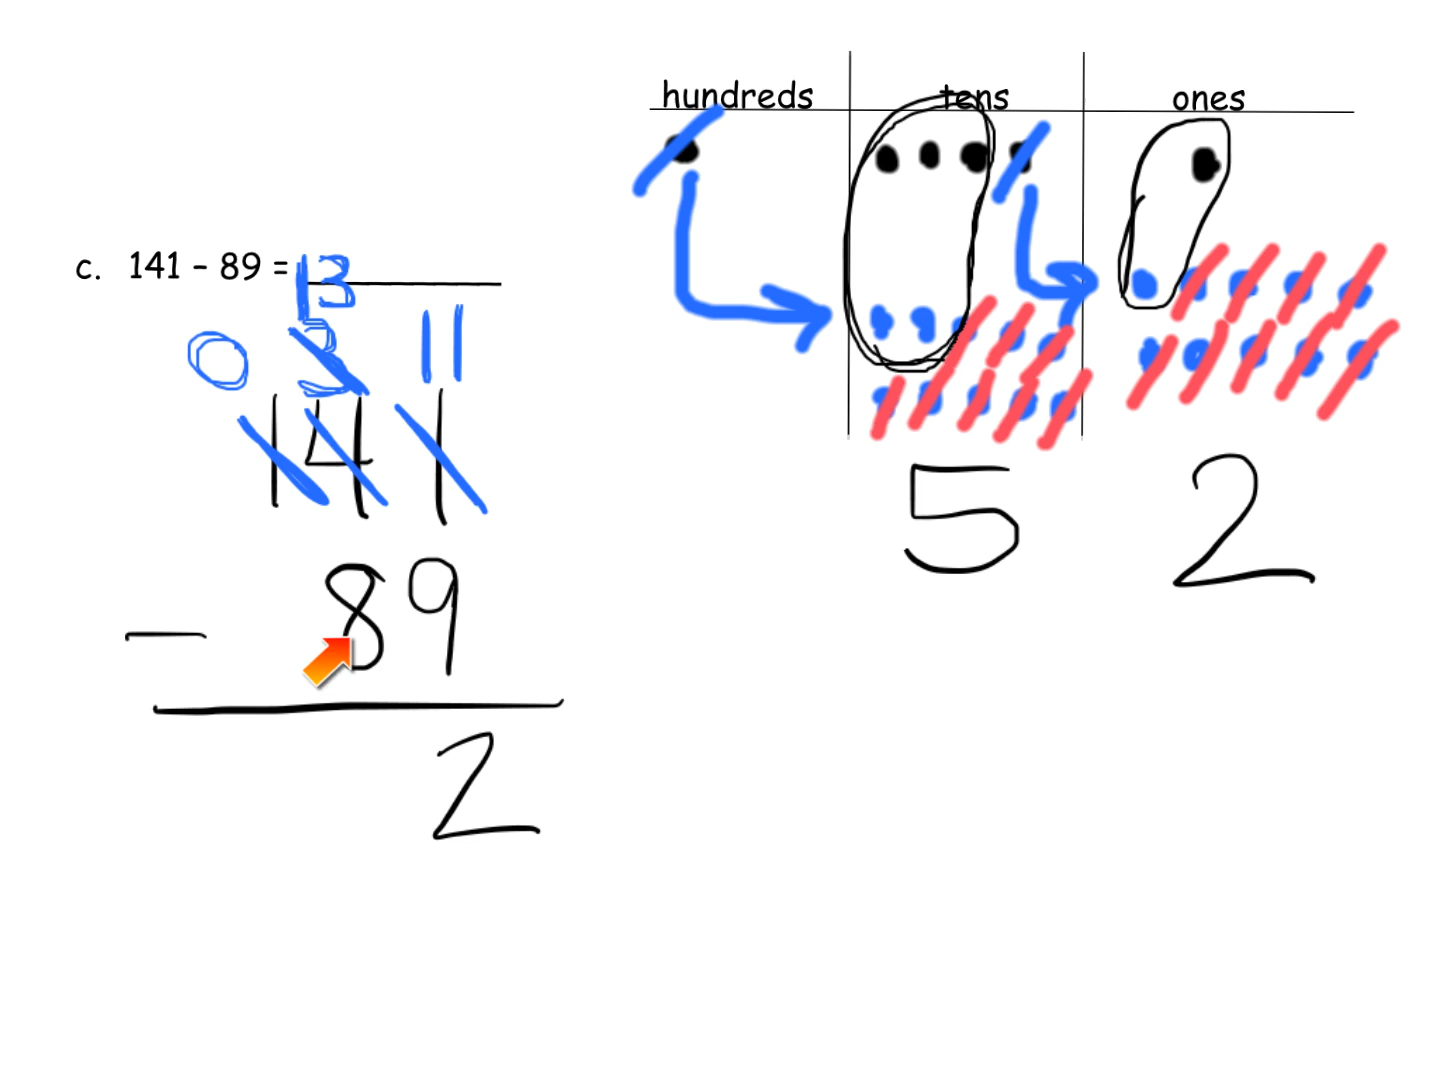 hundreds tens ones
c. 141 - 89 =
13
0 3 11
141
- 89
2
5 2